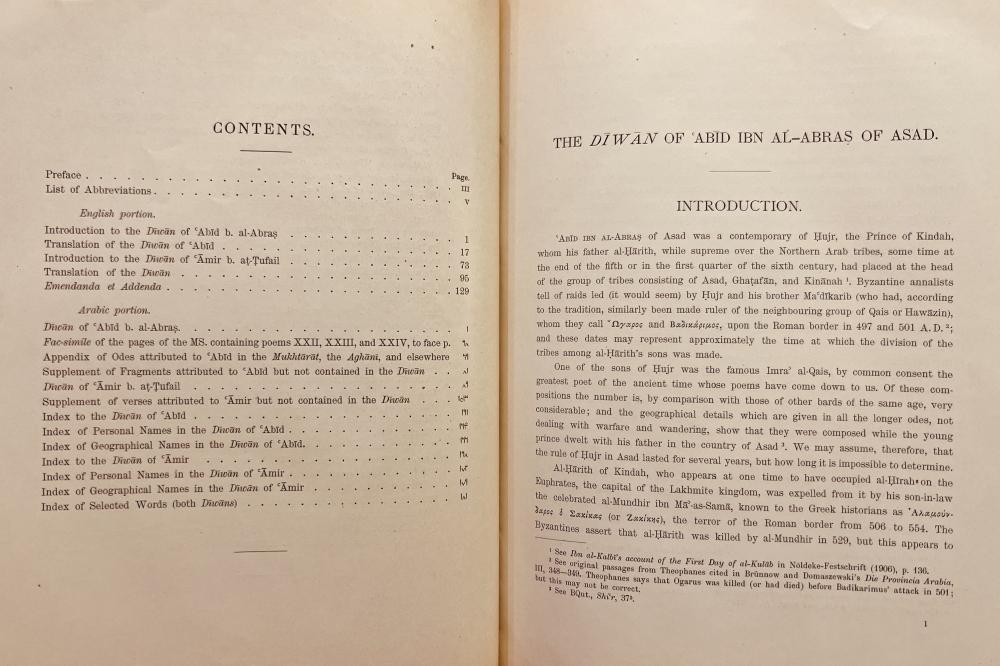 CONTENTS.
Page.
Preface . . . . . . . . . . . . . . . . . . . . . . . III
List of Abbreviations . . . . . . . . . . . . . . . . . . . V
English portion.
Introduction to the Dīwān of ʿAbīd b. al-Abraṣ . . . . . . . . . . . 1
Translation of the Dīwān of ʿAbīd . . . . . . . . . . . . . . . 17
Introduction to the Dīwān of ʿĀmir b. aṭ-Ṭufail . . . . . . . . . . . 73
Translation of the Dīwān . . . . . . . . . . . . . . . . . . 95
Emendanda et Addenda . . . . . . . . . . . . . . . . . . . 129
Arabic portion.
Dīwān of ʿAbīd b. al-Abraṣ. . . . . . . . . . . . . . . . . . ١
Fac-simile of the pages of the MS. containing poems XXII, XXIII, and XXIV, to face p.
Appendix of Odes attributed to ʿAbīd in the Mukhtārāt, the Aghānī, and elsewhere
Supplement of Fragments attributed to ʿAbīd but not contained in the Dīwān . .
Dīwān of ʿĀmir b. aṭ-Ṭufail . . . . . . . . . . . . . . . . .
Supplement of verses attributed to ʿĀmir but not contained in the Dīwān . . .
Index to the Dīwān of ʿAbīd . . . . . . . . . . . . . . . . .
Index of Personal Names in the Dīwān of ʿAbīd . . . . . . . . . . .
Index of Geographical Names in the Dīwān of ʿAbīd. . . . . . . . . .
Index to the Dīwān of ʿĀmir . . . . . . . . . . . . . . . . .
Index of Personal Names in the Dīwān of ʿĀmir . . . . . . . . . . .
Index of Geographical Names in the Dīwān of ʿĀmir . . . . . . . . .
Index of Selected Words (both Dīwāns) . . . . . . . . . . . . . .
THE DĪWĀN OF ʿABĪD IBN AL-ABRAṢ OF ASAD.
INTRODUCTION.
ʿABĪD IBN AL-ABRAṢ of Asad was a contemporary of Ḥujr, the Prince of Kindah,
whom his father al-Ḥārith, while supreme over the Northern Arab tribes, some time at
the end of the fifth or in the first quarter of the sixth century, had placed at the head
of the group of tribes consisting of Asad, Ghaṭafān, and Kinānah ¹. Byzantine annalists
tell of raids led (it would seem) by Ḥujr and his brother Maʿdīkarib (who had, according
to the tradition, similarly been made ruler of the neighbouring group of Qais or Hawāzin),
whom they call Ὤγαρος and Βαδικάριμος, upon the Roman border in 497 and 501 A. D. ²;
and these dates may represent approximately the time at which the division of the
tribes among al-Ḥārith's sons was made.
One of the sons of Ḥujr was the famous Imraʾ al-Qais, by common consent the
greatest poet of the ancient time whose poems have come down to us. Of these com-
positions the number is, by comparison with those of other bards of the same age, very
considerable; and the geographical details which are given in all the longer odes, not
dealing with warfare and wandering, show that they were composed while the young
prince dwelt with his father in the country of Asad ³. We may assume, therefore, that
the rule of Ḥujr in Asad lasted for several years, but how long it is impossible to determine.
Al-Ḥārith of Kindah, who appears at one time to have occupied al-Ḥīrah on the
Euphrates, the capital of the Lakhmite kingdom, was expelled from it by his son-in-law
the celebrated al-Mundhir ibn Māʾ-as-Samā, known to the Greek historians as Ἀλαμούν-
δαρος ὁ Σακίκας (or Ζακίκης), the terror of the Roman border from 506 to 554. The
Byzantines assert that al-Ḥārith was killed by al-Mundhir in 529, but this appears to
¹ See Ibn al-Kalbī's account of the First Day of al-Kulāb in Nöldeke-Festschrift (1906), p. 136.
² See original passages from Theophanes cited in Brünnow and Domaszewski's Die Provincia Arabia,
III, 348—349. Theophanes says that Ogarus was killed (or had died) before Badikarimus' attack in 501;
but this may not be correct.
³ See BQut., Shiʿr, 37⁹.
1